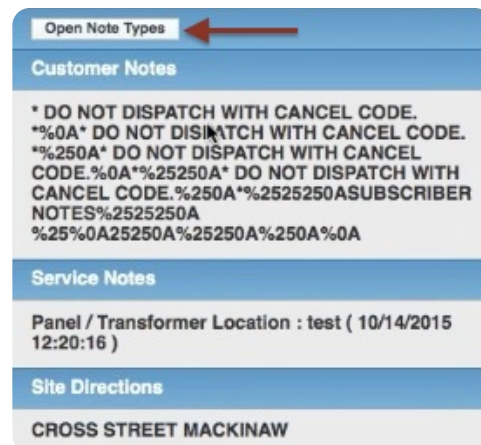 Open Note Types
Customer Notes
* DO NOT DISPATCH WITH CANCEL CODE.
*%0A* DO NOT DISPATCH WITH CANCEL CODE.
*%250A* DO NOT DISPATCH WITH CANCEL
CODE.%0A*%25250A* DO NOT DISPATCH WITH
CANCEL CODE.%250A*%2525250ASUBSCRIBER
NOTES%2525250A
%25%0A25250A%25250A%250A%0A
Service Notes
Panel / Transformer Location : test ( 10/14/2015
12:20:16 )
Site Directions
CROSS STREET MACKINAW